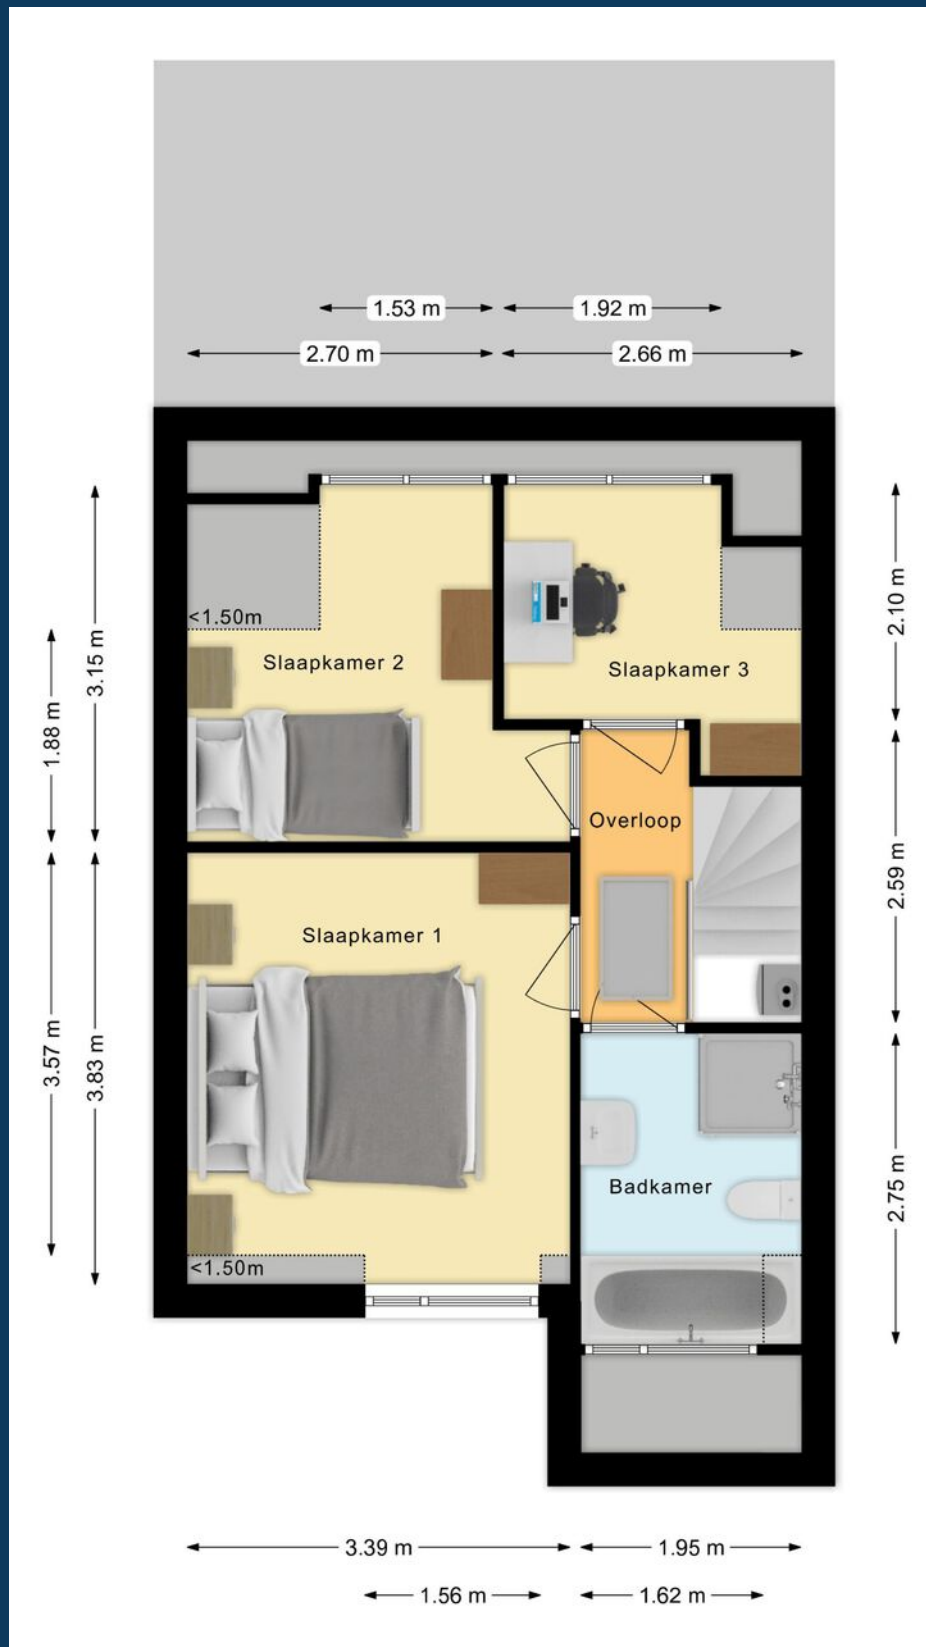 1.53 m
1.92 m
2.70 m
2.66 m
3.15 m
2.10 m
<1.50m
Slaapkamer 2
Slaapkamer 3
1.88 m
Overloop
2.59 m
Slaapkamer 1
3.57 m
3.83 m
Badkamer
2.75 m
<1.50m
3.39 m
1.95 m
1.56 m
1.62 m